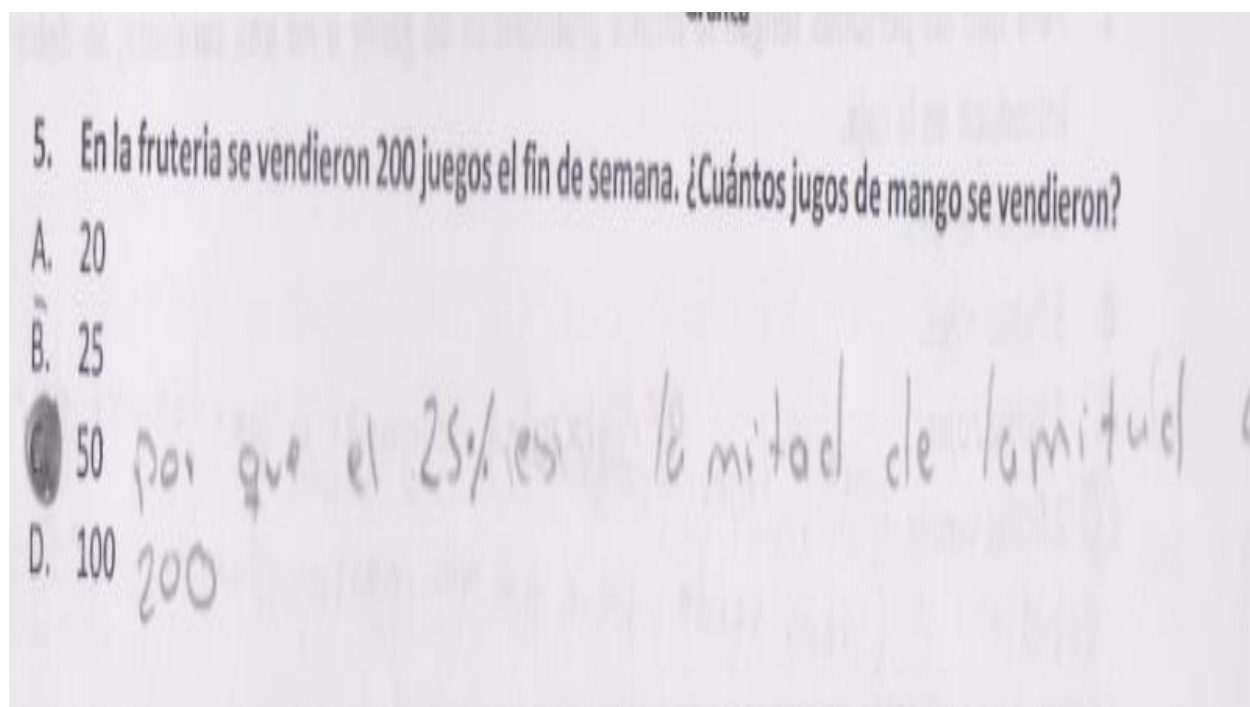 5. En la fruteria se vendieron 200 juegos el fin de semana. ¿Cuántos jugos de mango se vendieron?
A. 20
B. 25
C. 50 por que el 25% es la mitad de la mitad
D. 100 200